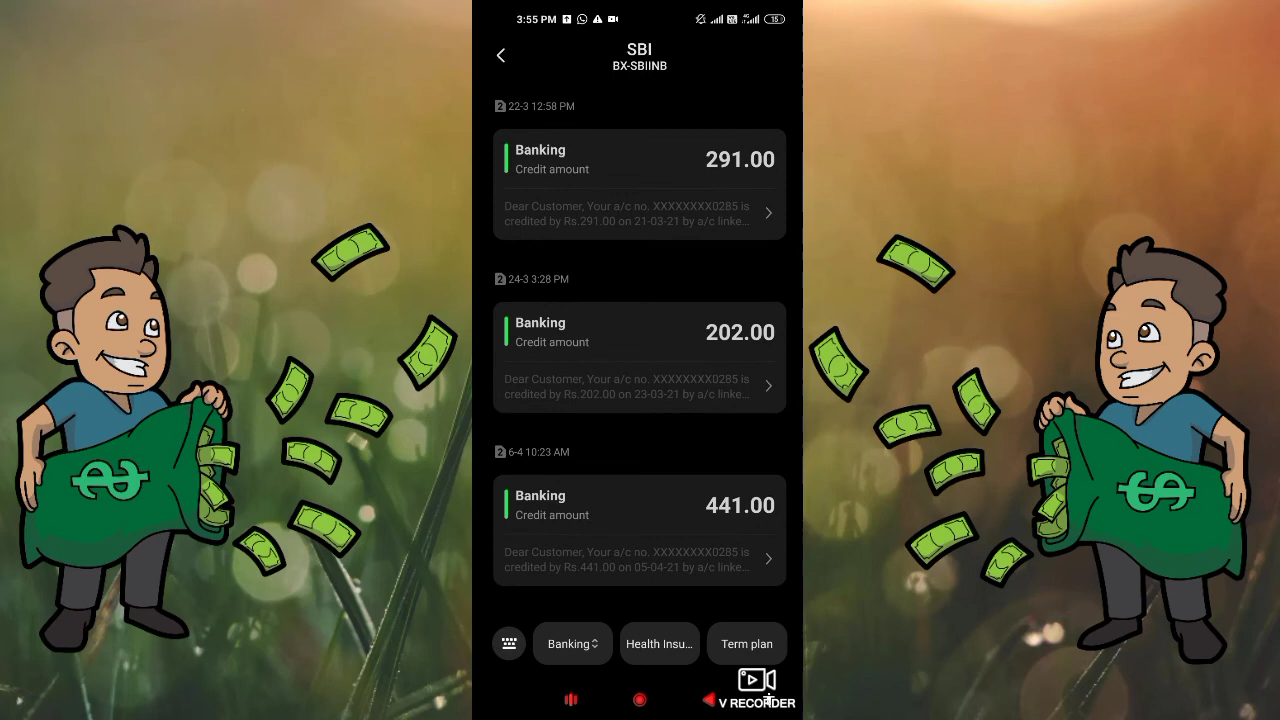 3:55 PM
15
SBI
BX-SBIINB
2 22-3 12:58 PM
Banking
Credit amount
291.00
Dear Customer, Your a/c no. XXXXXXXX0285 is
credited by Rs.291.00 on 21-03-21 by a/c linke...
2 24-3 3:28 PM
Banking
Credit amount
202.00
Dear Customer, Your a/c no. XXXXXXXX0285 is
credited by Rs.202.00 on 23-03-21 by a/c linke...
2 6-4 10:23 AM
Banking
Credit amount
441.00
Dear Customer, Your a/c no. XXXXXXXX0285 is
credited by Rs.441.00 on 05-04-21 by a/c linke...
Banking
Health Insu...
Term plan
V RECORDER
$
$